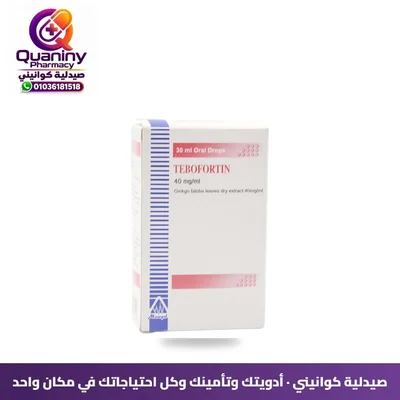 Quaniny
Pharmacy
صيدلية كوانيني
01036181518
30 ml Oral Drops
TEBOFORTIN
40 mg/ml
Ginkgo biloba leaves dry extract 40mg/ml
صيدلية كوانيني - أدويتك وتأمينك وكل احتياجاتك في مكان واحد